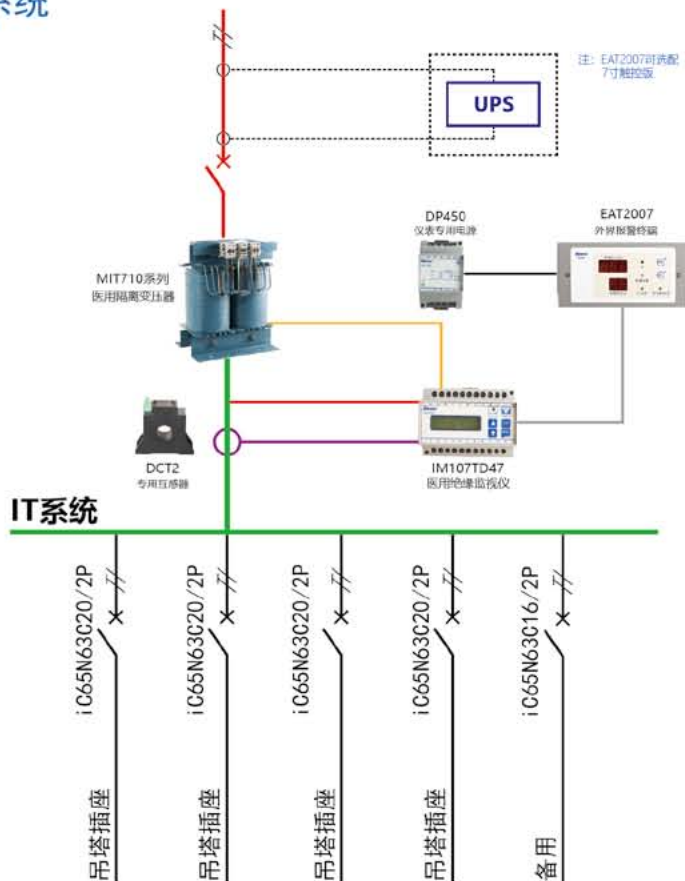 系统
注：EAT2007可选配
7寸触控版
UPS
DP450
仪表专用电源
EAT2007
外界报警终端
MIT710系列
医用隔离变压器
DCT2
专用互感器
IM107TD47
医用绝缘监视仪
IT系统
iC65N63C20/2P
iC65N63C20/2P
iC65N63C20/2P
iC65N63C20/2P
iC65N63C16/2P
吊塔插座
吊塔插座
吊塔插座
吊塔插座
备用